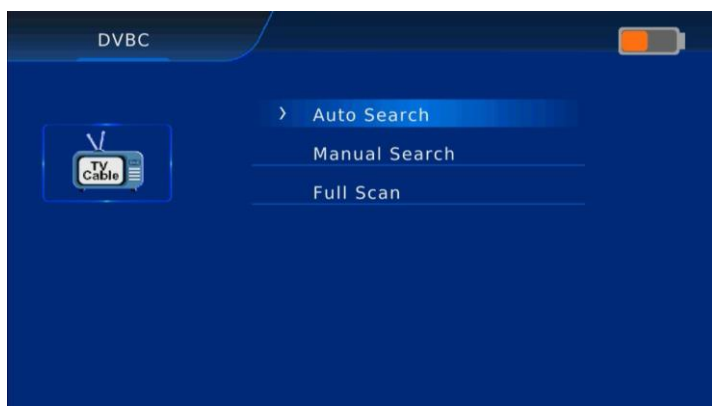 DVBC
Auto Search
Manual Search
Full Scan
TV
Cable